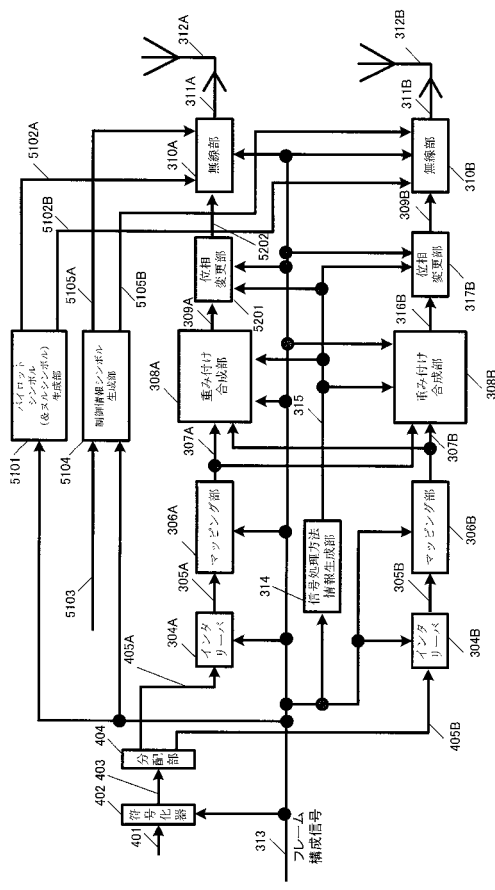 312A
311A
無線部
310A
5102A
5102B
5105A
5105B
5202
位相
変更部
5201
309A
重み付け
合成部
308A
307A
315
パイロット
シンボル
(&ヌルシンボル)
生成部
5101
制御情報シンボル
生成部
5104
5103
マッピング部
306A
305A
インタ
リーバ
304A
405A
信号処理方法
情報生成部
314
404
分配部
403
402
符号化器
401
313
フレーム
構成信号
405B
インタ
リーバ
304B
305B
マッピング部
306B
307B
重み付け
合成部
308B
316B
位相
変更部
317B
309B
無線部
310B
311B
312B